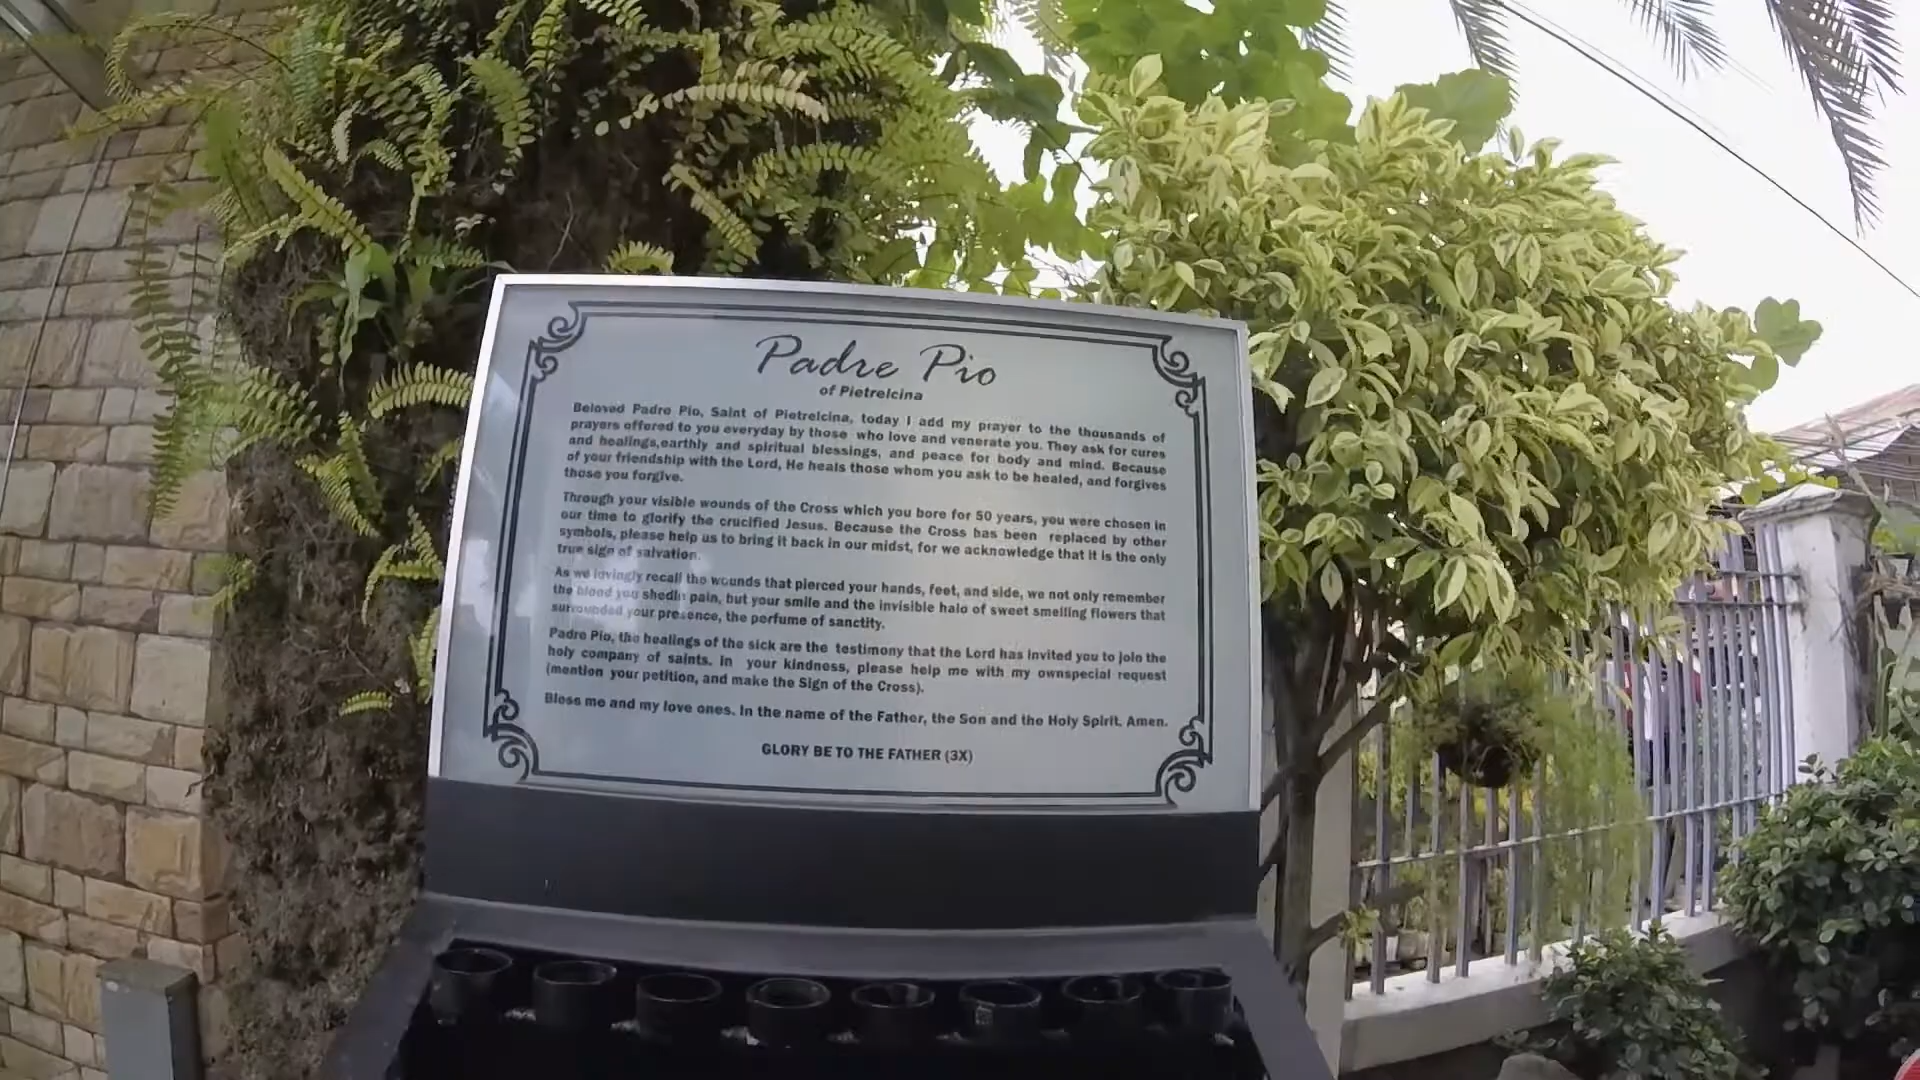 Padre Pio
of Pietrelcina
Beloved Padre Pio, Saint of Pietrelcina, today I add my prayer to the thousands of
prayers offered to you everyday by those who love and venerate you. They ask for cures
and healings,earthly and spiritual blessings, and peace for body and mind. Because
of your friendship with the Lord, He heals those whom you ask to be healed, and forgives
those you forgive.
Through your visible wounds of the Cross which you bore for 50 years, you were chosen in
our time to glorify the crucified Jesus. Because the Cross has been replaced by other
symbols, please help us to bring it back in our midst, for we acknowledge that it is the only
true sign of salvation.
As we lovingly recall the wounds that pierced your hands, feet, and side, we not only remember
the blood you shedin pain, but your smile and the invisible halo of sweet smelling flowers that
surrounded your presence, the perfume of sanctity.
Padre Pio, the healings of the sick are the testimony that the Lord has invited you to join the
holy company of saints. In your kindness, please help me with my ownspecial request
(mention your petition, and make the Sign of the Cross).
Bless me and my love ones. In the name of the Father, the Son and the Holy Spirit. Amen.
GLORY BE TO THE FATHER (3X)